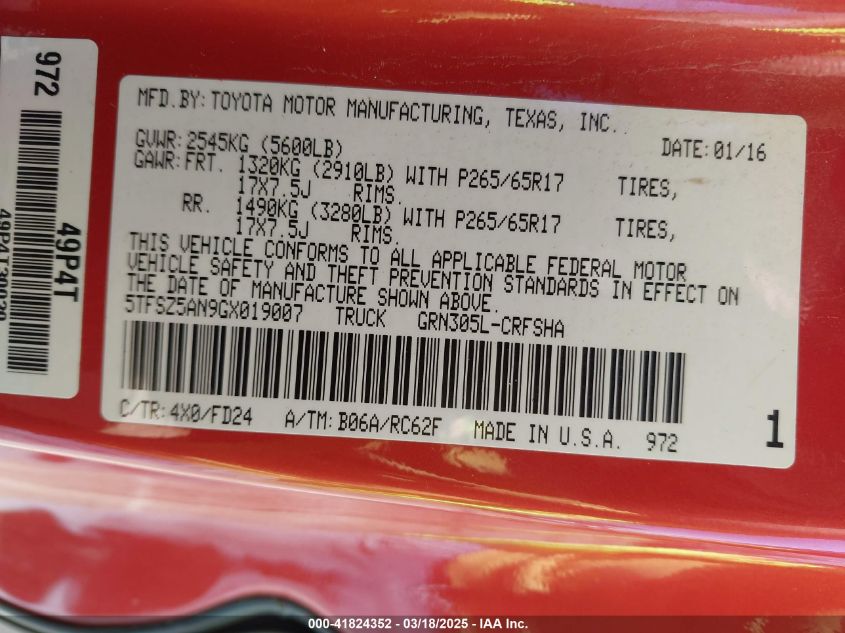 972
49P4T
MFD.BY: TOYOTA MOTOR MANUFACTURING, TEXAS, INC.
DATE: 01/16
GVWR: 2545KG (5600LB)
GAWR: FRT. 1320KG (2910LB) WITH P265/65R17 TIRES,
17X7.5J RIMS.
RR. 1490KG (3280LB) WITH P265/65R17 TIRES,
17X7.5J RIMS.
THIS VEHICLE CONFORMS TO ALL APPLICABLE FEDERAL MOTOR
VEHICLE SAFETY AND THEFT PREVENTION STANDARDS IN EFFECT ON
THE DATE OF MANUFACTURE SHOWN ABOVE.
5TFSZ5AN9GX019007 TRUCK GRN305L-CRFSHA
C/TR: 4X0/FD24 A/TM: B06A/RC62F MADE IN U.S.A. 972
1
000-41824352 | 03/18/2025 - IAA Inc.